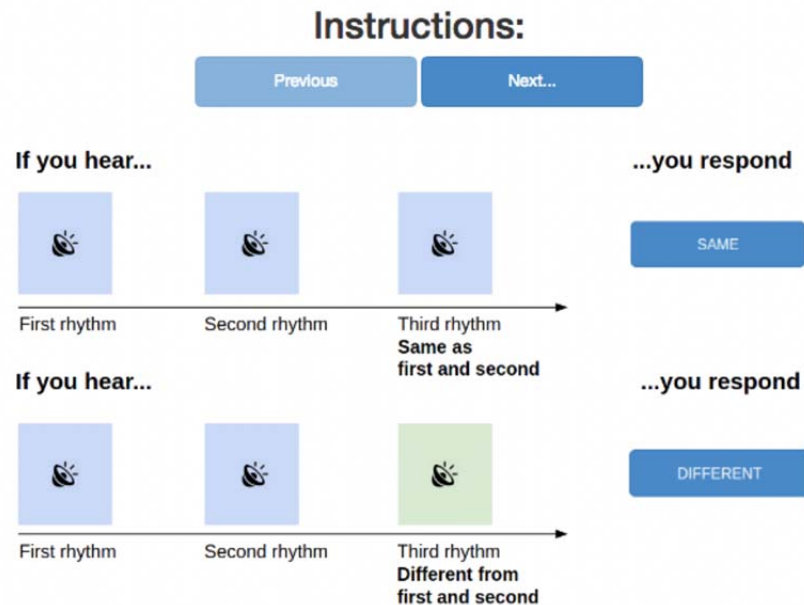 Instructions:
Previous
Next...
If you hear...
...you respond
SAME
First rhythm
Second rhythm
Third rhythm
Same as
first and second
If you hear...
...you respond
DIFFERENT
First rhythm
Second rhythm
Third rhythm
Different from
first and second